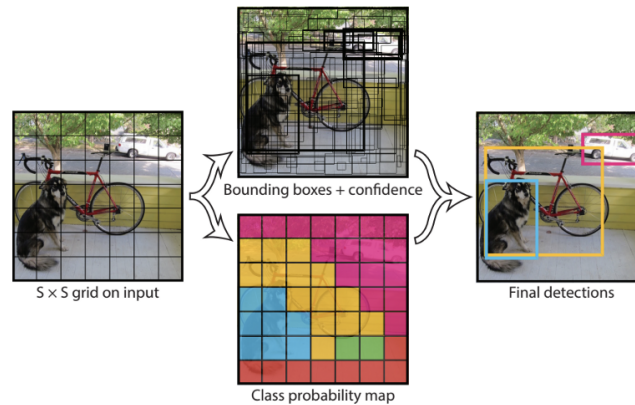 S × S grid on input
Bounding boxes + confidence
Class probability map
Final detections